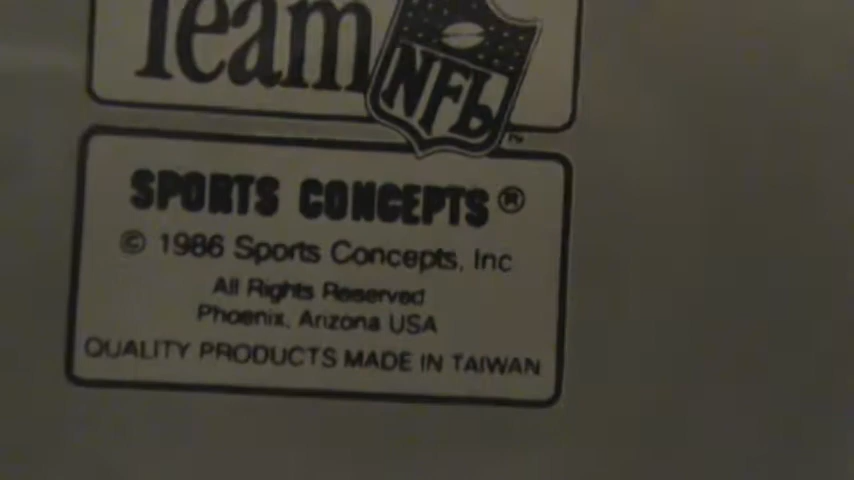 Team
NFL
TM
SPORTS CONCEPTS®
© 1986 Sports Concepts, Inc
All Rights Reserved
Phoenix, Arizona USA
QUALITY PRODUCTS MADE IN TAIWAN